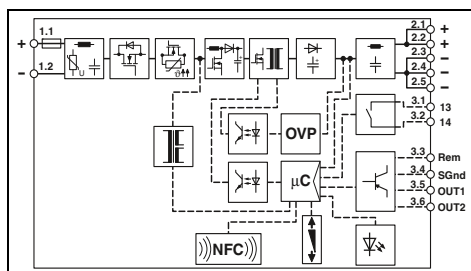 + 1.1
− 1.2
U
ϑ
2.1 +
2.2 +
2.3 −
2.4 −
2.5 −
OVP
µC
3.1 13
3.2 14
3.3 Rem
3.4 SGnd
3.5 OUT1
3.6 OUT2
NFC